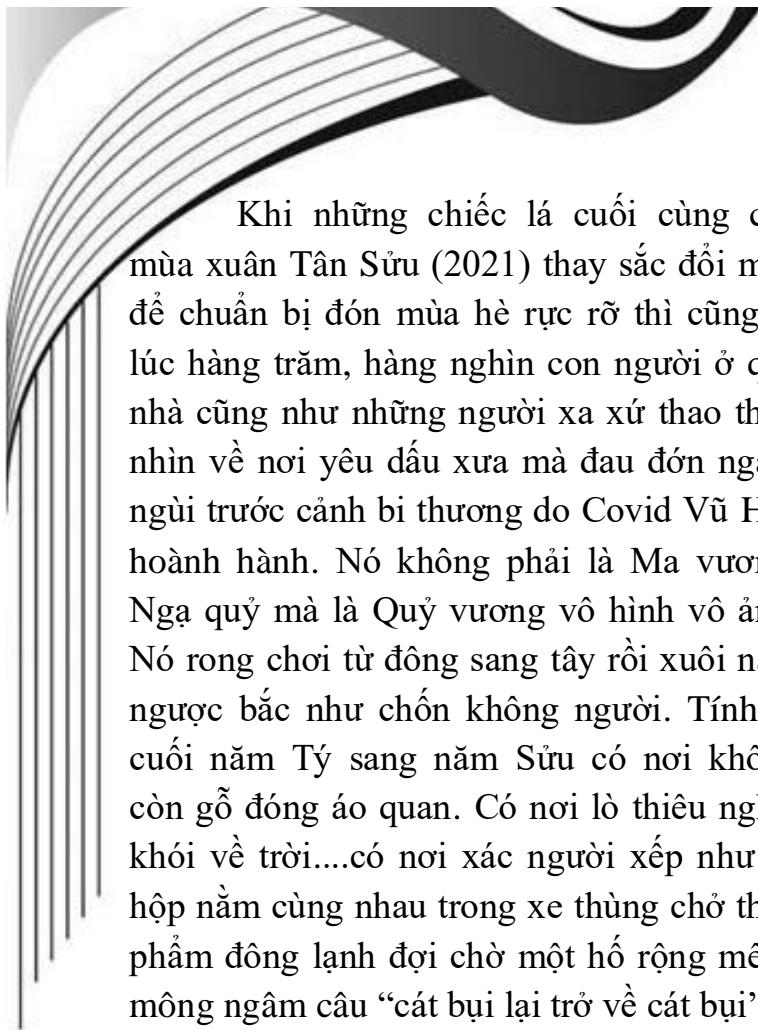 Khi những chiếc lá cuối cùng
mùa xuân Tân Sửu (2021) thay sắc đổi
để chuẩn bị đón mùa hè rực rỡ thì cũng
lúc hàng trăm, hàng nghìn con người ở
nhà cũng như những người xa xứ thao
nhìn về nơi yêu dấu xưa mà đau đớn
ngùi trước cảnh bi thương do Covid Vũ
hoành hành. Nó không phải là Ma
Ngạ quỷ mà là Quỷ vương vô hình vô
Nó rong chơi từ đông sang tây rồi xuôi
ngược bắc như chốn không người. Tính
cuối năm Tý sang năm Sửu có nơi
còn gỗ đóng áo quan. Có nơi lò thiêu
khói về trời....có nơi xác người xếp như
hộp nằm cùng nhau trong xe thùng chở
phẩm đông lạnh đợi chờ một hố rộng
mông ngâm câu “cát bụi lại trở về cát bụi”